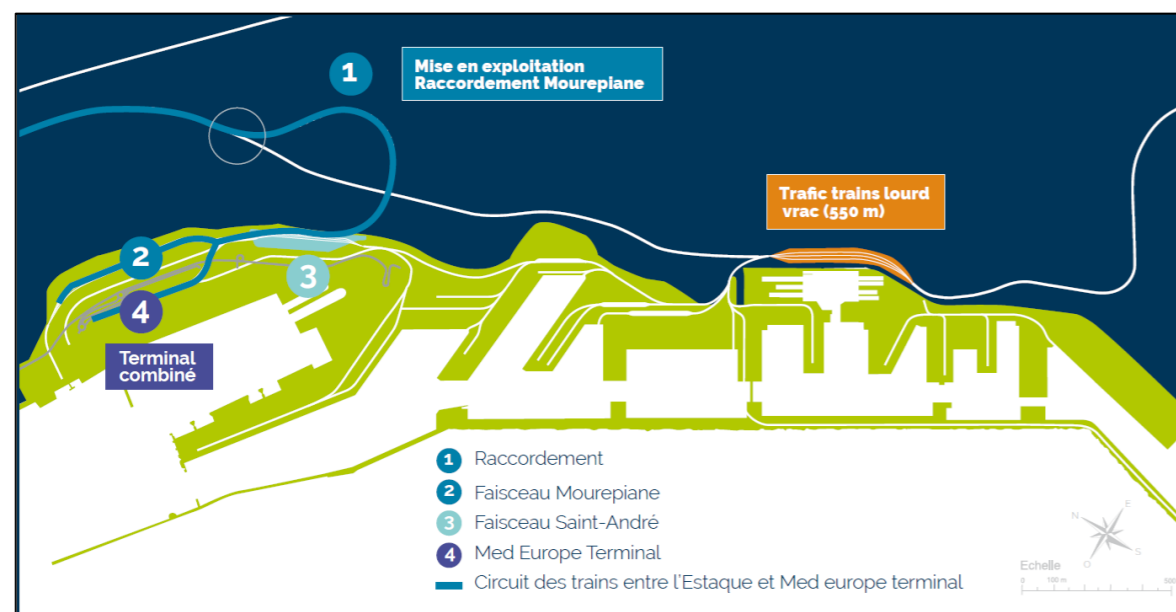 1
Mise en exploitation
Raccordement Mourepiane
Trafic trains lourd
vrac (550 m)
2
3
4
Terminal
combiné
1 Raccordement
2 Faisceau Mourepiane
3 Faisceau Saint-André
4 Med Europe Terminal
Circuit des trains entre l'Estaque et Med europe terminal
N
E
S
O
Echelle
0 100 m 500